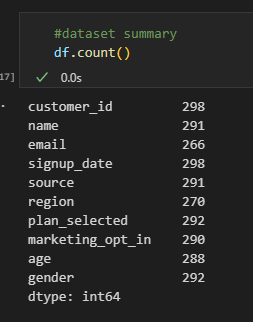 #dataset summary
df.count()
17]
0.0s
customer_id 298
name 291
email 266
signup_date 298
source 291
region 270
plan_selected 292
marketing_opt_in 290
age 288
gender 292
dtype: int64